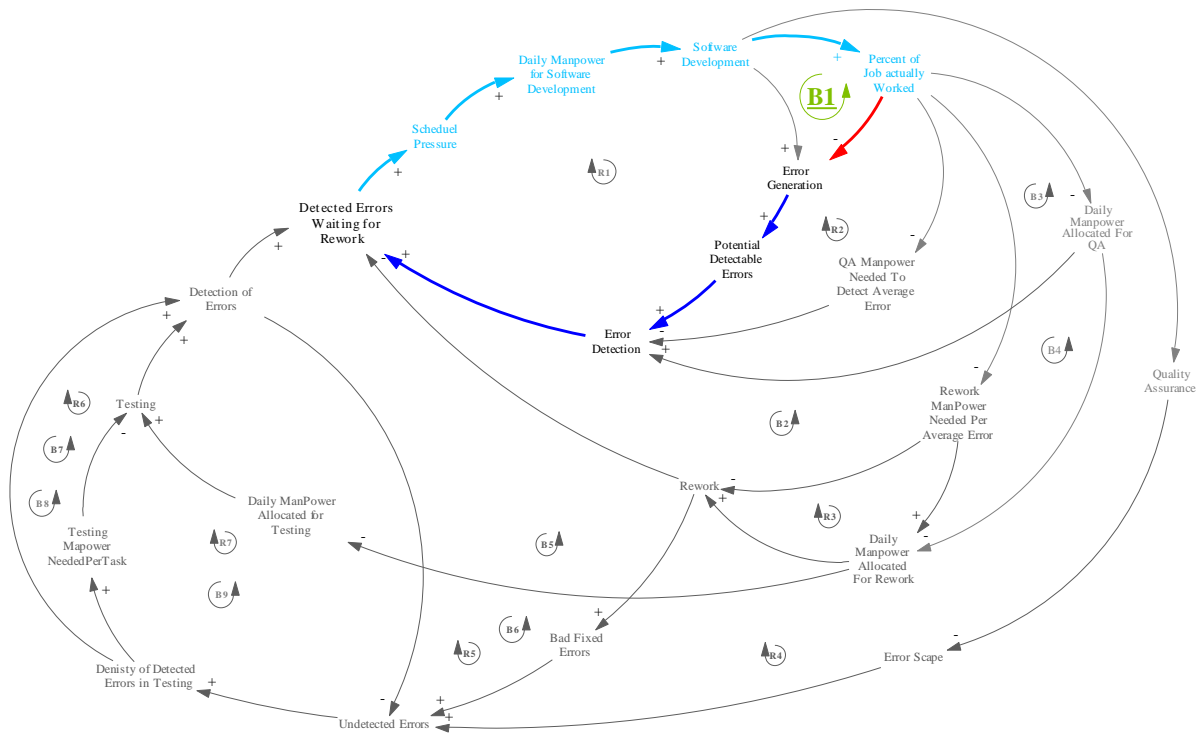 Daily Manpower
for Software
Development
+
Software
Development
+
Percent of
Job actually
Worked
B1
+
Scheduel
Pressure
+
-
+
Error
Generation
R1
-
B3
Daily
Manpower
Allocated For
QA
Detected Errors
Waiting for
Rework
+
+
R2
-
Potential
Detectable
Errors
QA Manpower
Needed To
Detect Average
Error
-
+
Detection of
Errors
+
+
+
-
+
Error
Detection
B4
Quality
Assurance
-
Rework
ManPower
Needed Per
Average Error
R6
Testing
+
-
B2
B7
B8
Rework
-
+
Daily ManPower
Allocated for
Testing
R3
+
-
Testing
Mapower
NeededPerTask
R7
B5
-
Daily
Manpower
Allocated
For Rework
+
B9
+
B6
Bad Fixed
Errors
-
R5
R4
Error Scape
Denisty of Detected
Errors in Testing
+
-
+
+
Undetected Errors